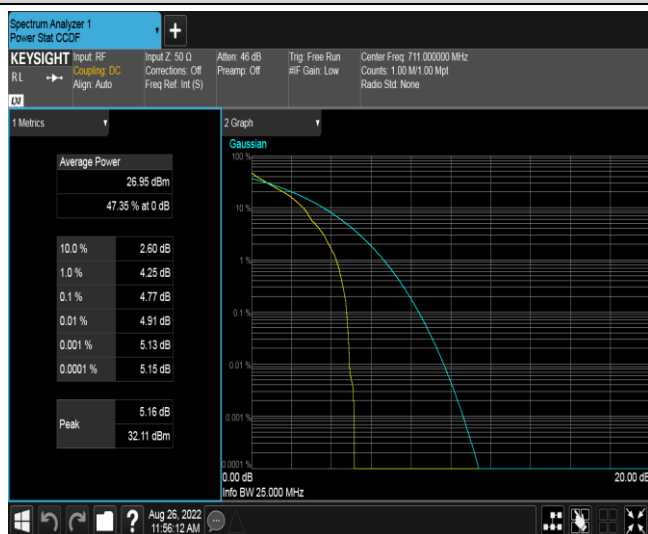 Spectrum Analyzer 1
Power Stat CCDF
+
KEYSIGHT Input: RF Input Z: 50 Ω Atten: 46 dB Trig: Free Run Center Freq: 711.000000 MHz
RL Coupling: DC Corrections: Off Preamp: Off #IF Gain: Low Counts: 1.00 M/1.00 Mpt
Align: Auto Freq Ref: Int (S) Radio Std: None
LXI
1 Metrics
Average Power
26.95 dBm
47.35 % at 0 dB
10.0 % 2.60 dB
1.0 % 4.25 dB
0.1 % 4.77 dB
0.01 % 4.91 dB
0.001 % 5.13 dB
0.0001 % 5.15 dB
Peak 5.16 dB
32.11 dBm
2 Graph
Gaussian
100 %
10 %
1 %
0.1 %
0.01 %
0.001 %
0.0001 %
0.00 dB 20.00 dB
Info BW 25.000 MHz
? Aug 26, 2022
11:56:12 AM